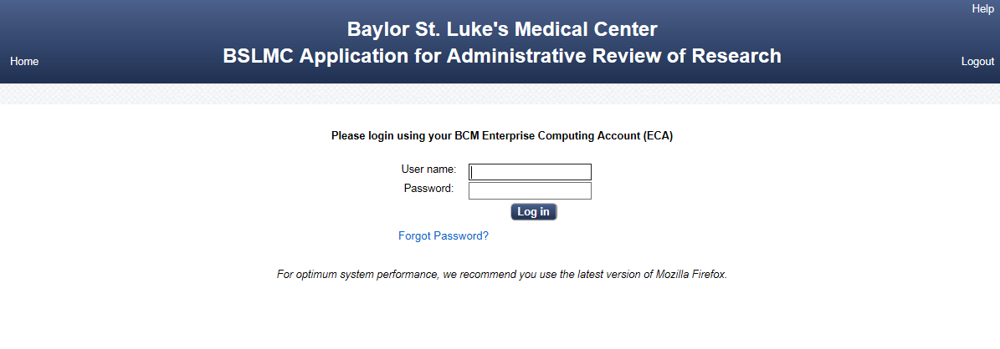 Help
Baylor St. Luke's Medical Center
BSLMC Application for Administrative Review of Research
Home
Logout
Please login using your BCM Enterprise Computing Account (ECA)
User name:
Password:
Log in
Forgot Password?
For optimum system performance, we recommend you use the latest version of Mozilla Firefox.